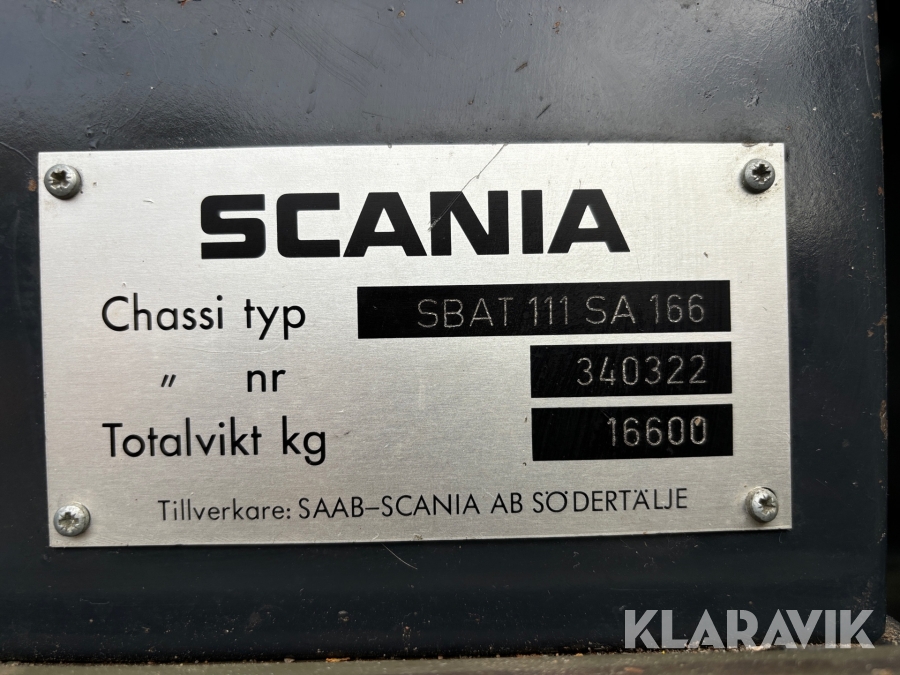 SCANIA
Chassi typ SBAT 111 SA 166
" nr 340322
Totalvikt kg 16600
Tillverkare: SAAB-SCANIA AB SÖDERTÄLJE
KLARAVIK